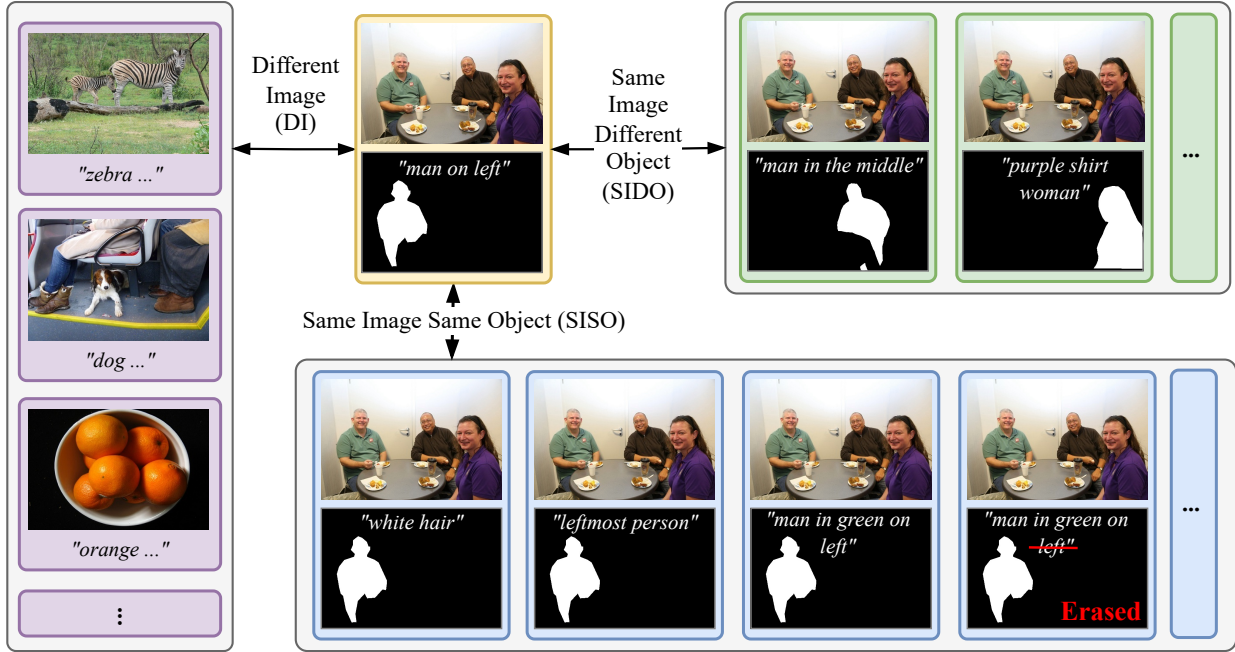 "zebra ..."
"dog ..."
"orange ..."
...
Different
Image
(DI)
"man on left"
Same
Image
Different
Object
(SIDO)
"man in the middle"
"purple shirt
woman"
...
Same Image Same Object (SISO)
"white hair"
"leftmost person"
"man in green on
left"
"man in green on
left"
Erased
...